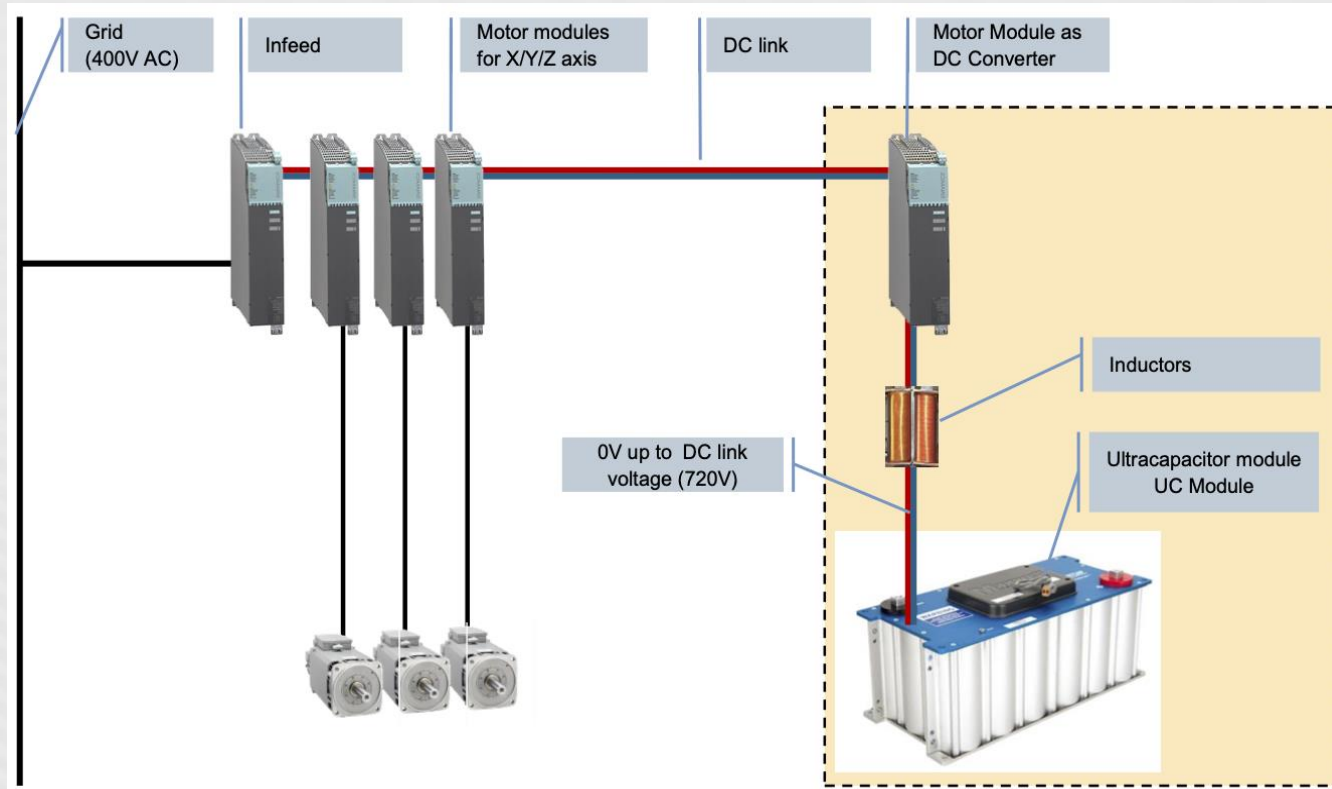 Grid
(400V AC)
Infeed
Motor modules
for X/Y/Z axis
DC link
Motor Module as
DC Converter
Inductors
0V up to DC link
voltage (720V)
Ultracapacitor module
UC Module